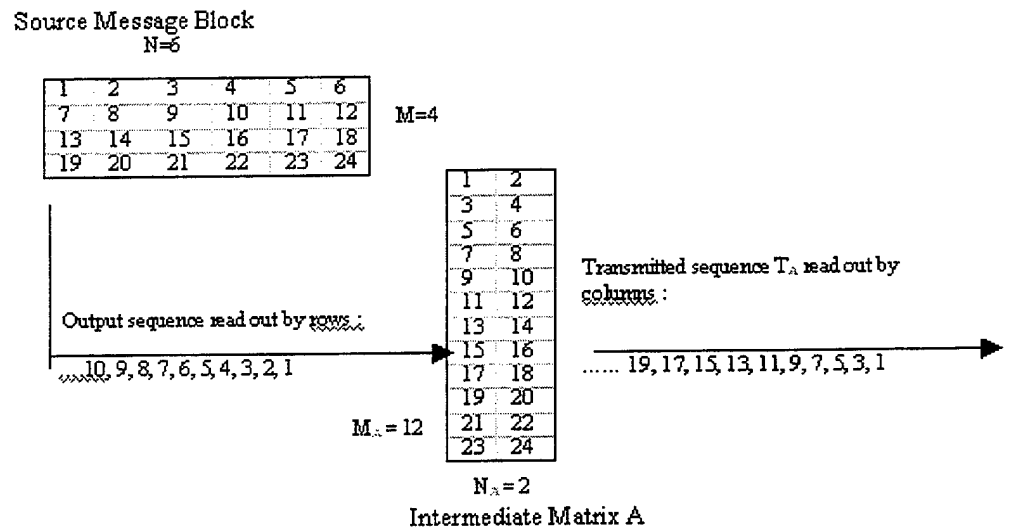 Source Message Block
N=6
1 2 3 4 5 6
7 8 9 10 11 12
13 14 15 16 17 18
19 20 21 22 23 24
M=4
1 2
3 4
5 6
7 8
9 10
11 12
13 14
15 16
17 18
19 20
21 22
23 24
Output sequence read out by rows :
.....10, 9, 8, 7, 6, 5, 4, 3, 2, 1
M_A = 12
Transmitted sequence T_A read out by
columns :
...... 19, 17, 15, 13, 11, 9, 7, 5, 3, 1
N_A = 2
Intermediate Matrix A